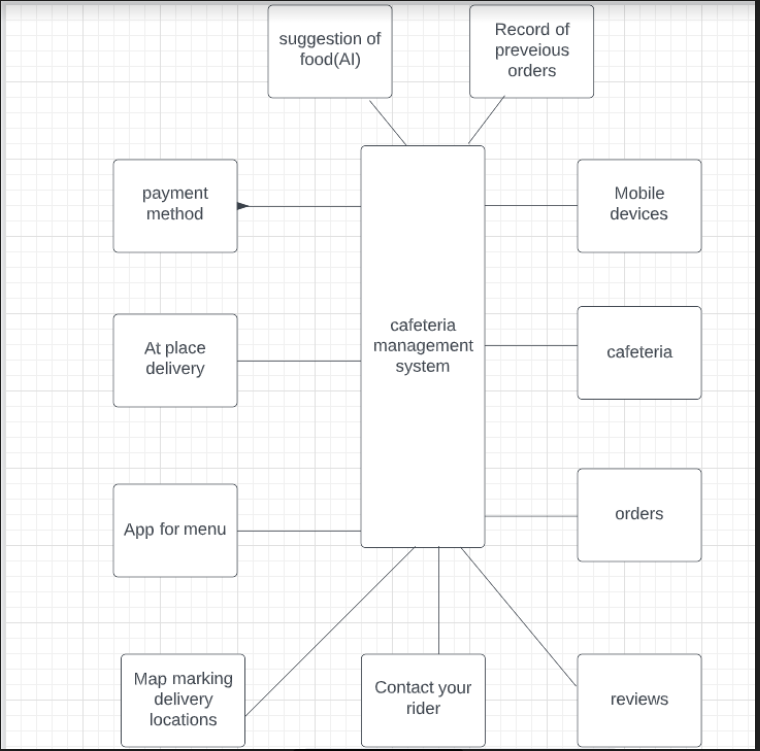 suggestion of
food(AI)
Record of
preveious
orders
payment
method
Mobile
devices
cafeteria
management
system
At place
delivery
cafeteria
App for menu
orders
Map marking
delivery
locations
Contact your
rider
reviews